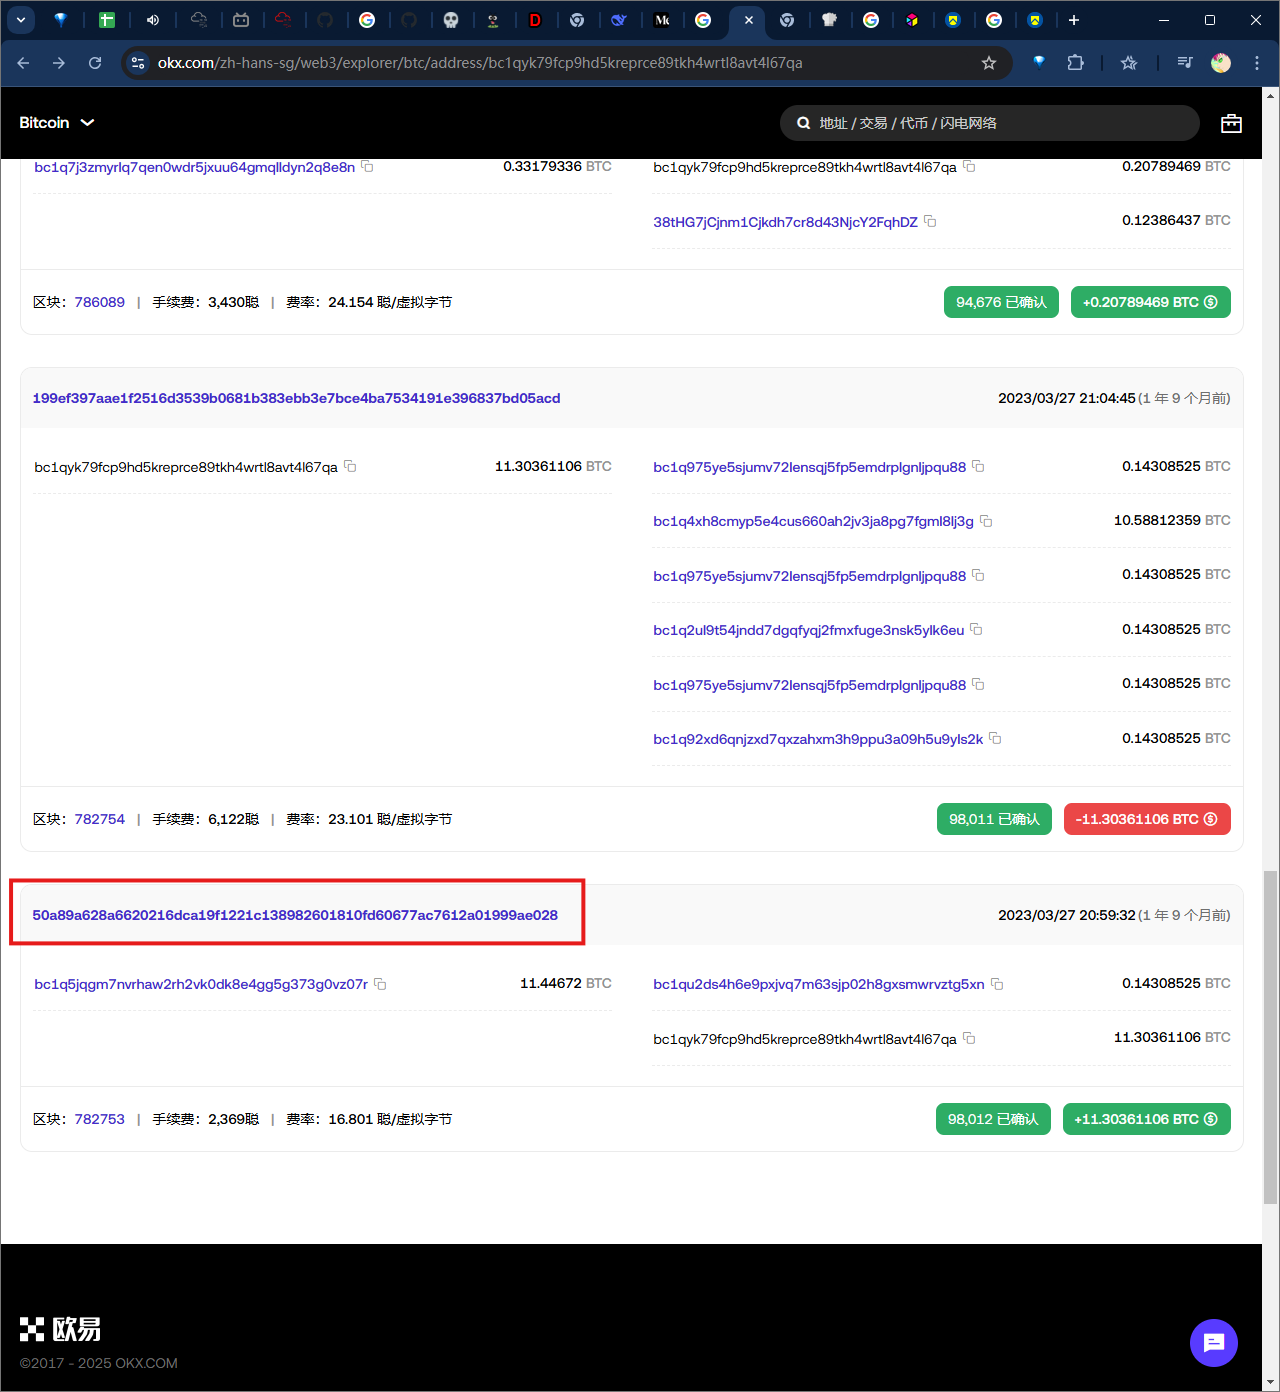 okx.com/zh-hans-sg/web3/explorer/btc/address/bc1qyk79fcp9hd5kreprce89tkh4wrtl8avt4l67qa
Bitcoin
地址 / 交易 / 代币 / 闪电网络
bc1q7j3zmyrlq7qen0wdr5jxuu64gmqlldyn2q8e8n 0.33179336 BTC
bc1qyk79fcp9hd5kreprce89tkh4wrtl8avt4l67qa 0.20789469 BTC
38tHG7jCjnm1Cjkdh7cr8d43NjcY2FqhDZ 0.12386437 BTC
区块：786089 | 手续费：3,430聪 | 费率：24.154 聪/虚拟字节 94,676 已确认 +0.20789469 BTC
199ef397aae1f2516d3539b0681b383ebb3e7bce4ba7534191e396837bd05acd 2023/03/27 21:04:45 (1 年 9 个月前)
bc1qyk79fcp9hd5kreprce89tkh4wrtl8avt4l67qa 11.30361106 BTC
bc1q975ye5sjumv72lensqj5fp5emdrplgnljpqu88 0.14308525 BTC
bc1q4xh8cmyp5e4cus660ah2jv3ja8pg7fgml8lj3g 10.58812359 BTC
bc1q975ye5sjumv72lensqj5fp5emdrplgnljpqu88 0.14308525 BTC
bc1q2ul9t54jndd7dgqfyqj2fmxfuge3nsk5ylk6eu 0.14308525 BTC
bc1q975ye5sjumv72lensqj5fp5emdrplgnljpqu88 0.14308525 BTC
bc1q92xd6qnjzxd7qxzahxm3h9ppu3a09h5u9yls2k 0.14308525 BTC
区块：782754 | 手续费：6,122聪 | 费率：23.101 聪/虚拟字节 98,011 已确认 -11.30361106 BTC
50a89a628a6620216dca19f1221c138982601810fd60677ac7612a01999ae028 2023/03/27 20:59:32 (1 年 9 个月前)
bc1q5jqgm7nvrhaw2rh2vk0dk8e4gg5g373g0vz07r 11.44672 BTC
bc1qu2ds4h6e9pxjvq7m63sjp02h8gxsmwrvztg5xn 0.14308525 BTC
bc1qyk79fcp9hd5kreprce89tkh4wrtl8avt4l67qa 11.30361106 BTC
区块：782753 | 手续费：2,369聪 | 费率：16.801 聪/虚拟字节 98,012 已确认 +11.30361106 BTC
欧易
©2017 - 2025 OKX.COM